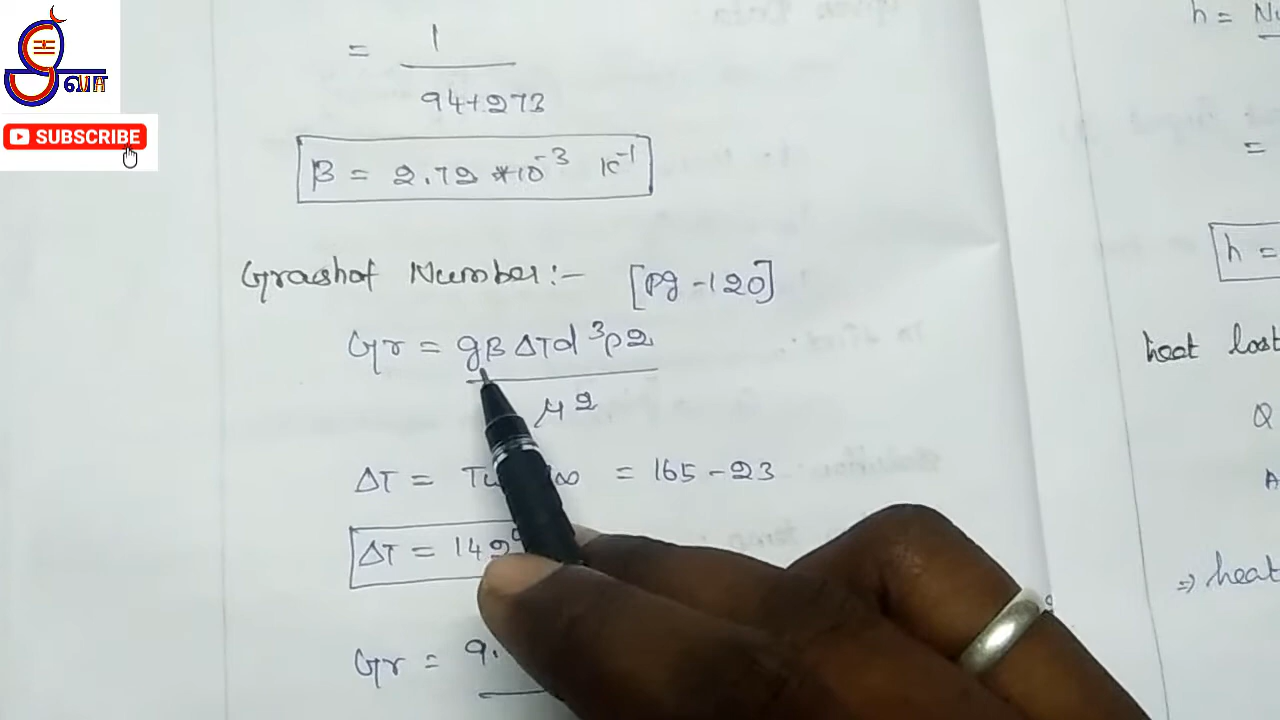 வா
SUBSCRIBE
= 1
94+273
β = 2.72 *10⁻³ K⁻¹
Grashof Number:- [Pg-120]
Gr = gβΔTd³ρ2
μ2
ΔT = = 165-23
ΔT = 142
Gr = 9.
h = Nu
=
h =
heat lost
Q
A
⇒ heat